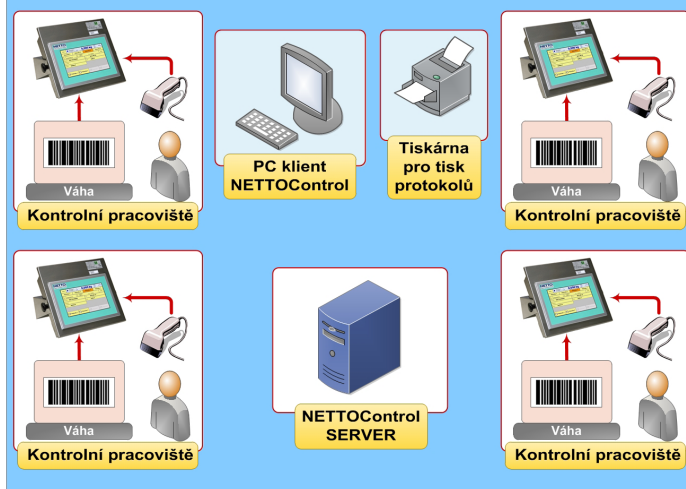 Váha
Kontrolní pracoviště
PC klient
NETTOControl
Tiskárna
pro tisk
protokolů
Váha
Kontrolní pracoviště
Váha
Kontrolní pracoviště
NETTOControl
SERVER
Váha
Kontrolní pracoviště